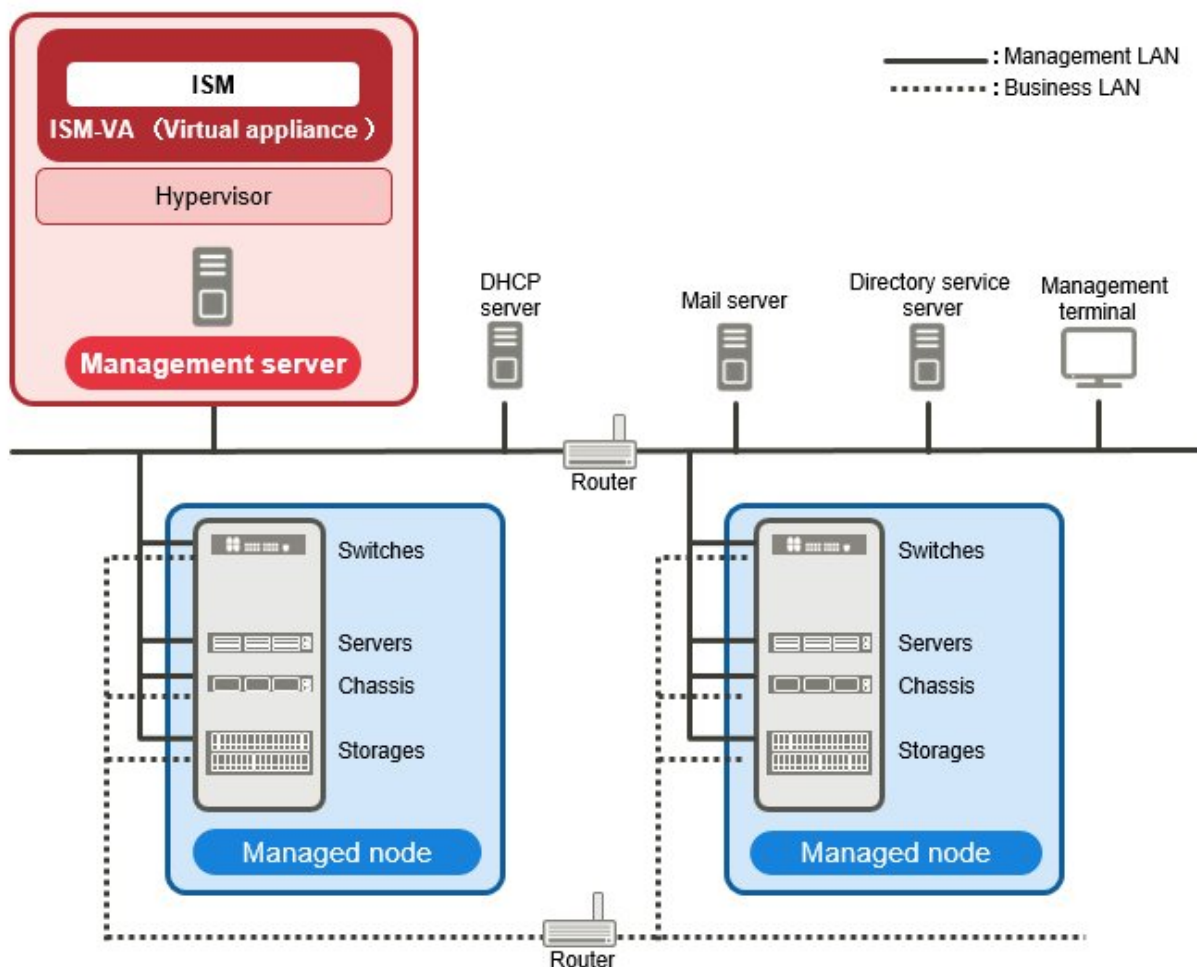 ISM
ISM-VA （Virtual appliance）
Hypervisor
Management server
: Management LAN
: Business LAN
DHCP
server
Mail server
Directory service
server
Management
terminal
Router
Switches
Servers
Chassis
Storages
Managed node
Switches
Servers
Chassis
Storages
Managed node
Router